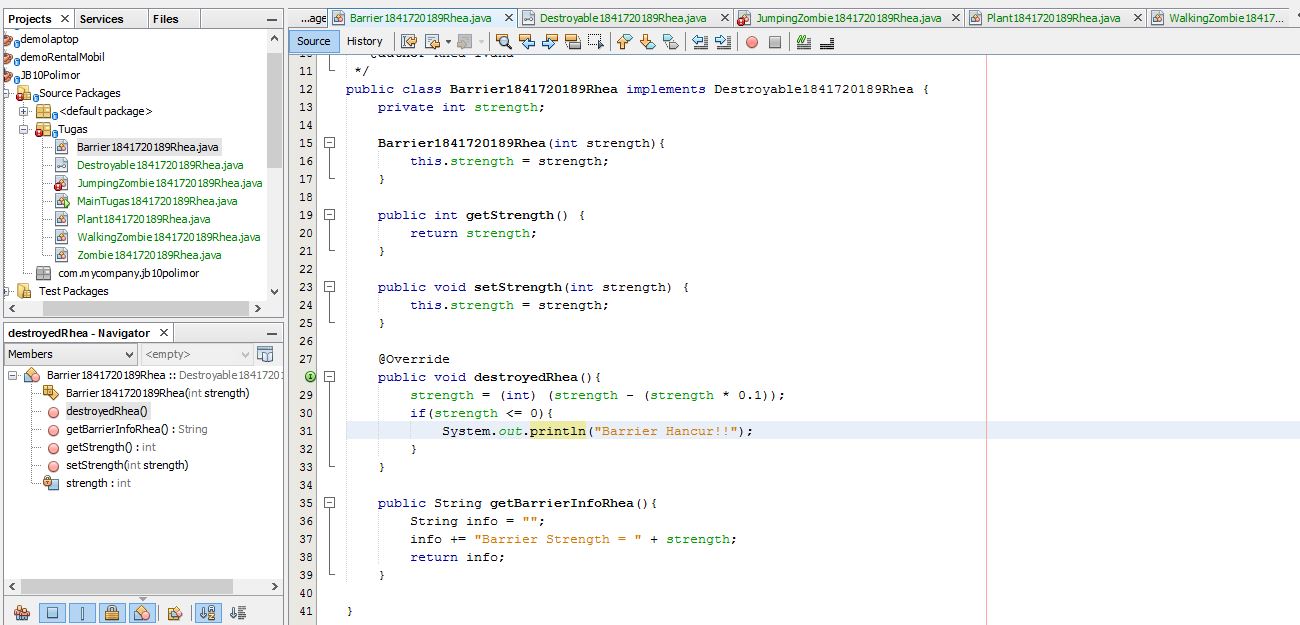 Projects Services Files
demolaptop
demoRentalMobil
JB10Polimor
Source Packages
<default package>
Tugas
Barrier1841720189Rhea.java
Destroyable1841720189Rhea.java
JumpingZombie1841720189Rhea.java
MainTugas1841720189Rhea.java
Plant1841720189Rhea.java
WalkingZombie1841720189Rhea.java
Zombie1841720189Rhea.java
com.mycompany.jb10polimor
Test Packages
destroyedRhea - Navigator
Members <empty>
Barrier1841720189Rhea :: Destroyable18417201
Barrier1841720189Rhea(int strength)
destroyedRhea()
getBarrierInfoRhea() : String
getStrength() : int
setStrength(int strength)
strength : int
...age Barrier1841720189Rhea.java Destroyable1841720189Rhea.java JumpingZombie1841720189Rhea.java Plant1841720189Rhea.java WalkingZombie18417...
Source History
11 */
12 public class Barrier1841720189Rhea implements Destroyable1841720189Rhea {
13 private int strength;
14
15 Barrier1841720189Rhea(int strength){
16 this.strength = strength;
17 }
18
19 public int getStrength() {
20 return strength;
21 }
22
23 public void setStrength(int strength) {
24 this.strength = strength;
25 }
26
27 @Override
public void destroyedRhea(){
29 strength = (int) (strength - (strength * 0.1));
30 if(strength <= 0){
31 System.out.println("Barrier Hancur!!");
32 }
33 }
34
35 public String getBarrierInfoRhea(){
36 String info = "";
37 info += "Barrier Strength = " + strength;
38 return info;
39 }
40
41 }